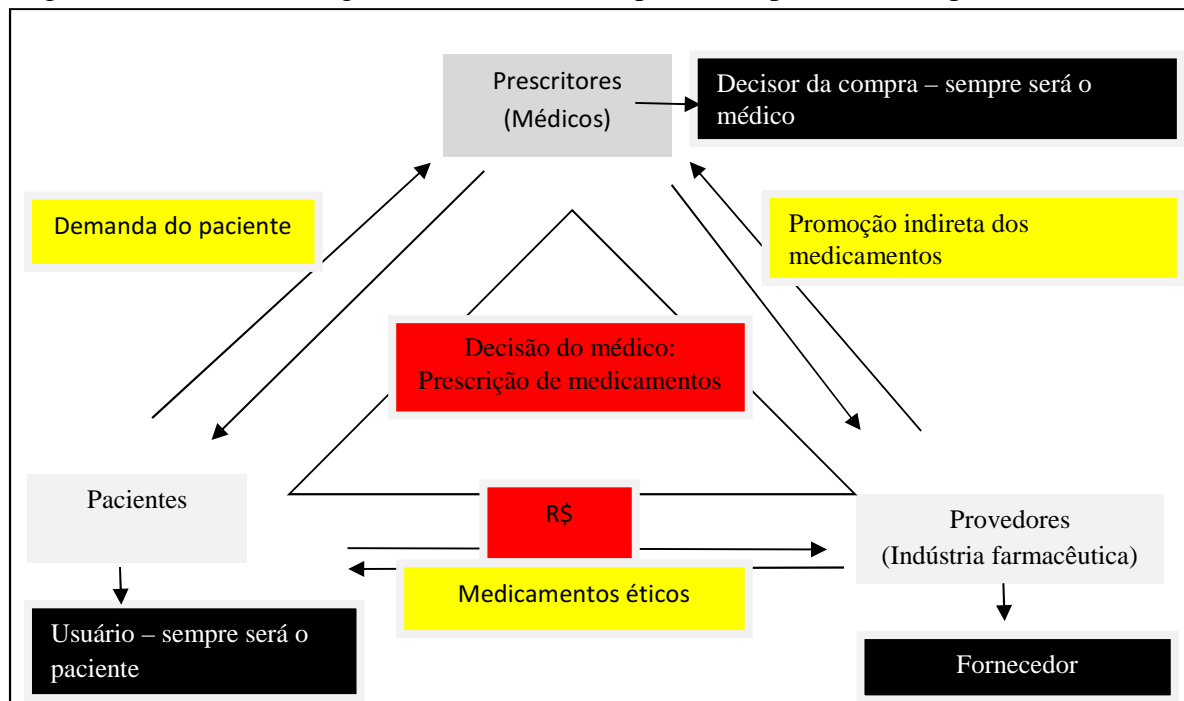 Prescritores
(Médicos)
Decisor da compra – sempre será o
médico
Demanda do paciente
Promoção indireta dos
medicamentos
Decisão do médico:
Prescrição de medicamentos
Pacientes
R$
Provedores
(Indústria farmacêutica)
Medicamentos éticos
Usuário – sempre será o
paciente
Fornecedor